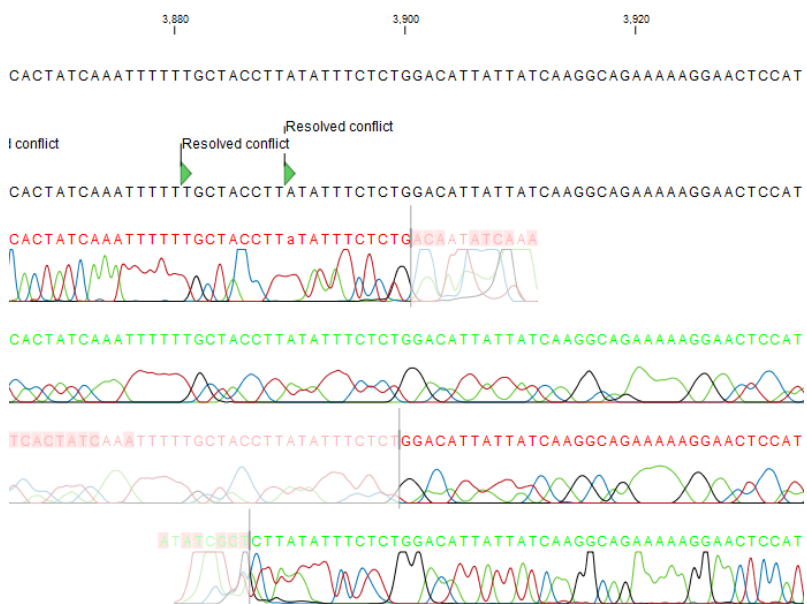 3,880 3,900 3,920
CACTATCAAATTTTTTGCTACCTTATATTTCTCTGGACATTATTATCAAGGCAGAAAAAGGAACTCCAT
Resolved conflict
d conflict Resolved conflict
CACTATCAAATTTTTTGCTACCTTATATTTCTCTGGACATTATTATCAAGGCAGAAAAAGGAACTCCAT
CACTATCAAATTTTTTGCTACCTTaTATTTCTCTGACAATATCAAA
CACTATCAAATTTTTTGCTACCTTATATTTCTCTGGACATTATTATCAAGGCAGAAAAAGGAACTCCAT
TCACTATCAAATTTTTGCTACCTTATATTTCTCTGGACATTATTATCAAGGCAGAAAAAGGAACTCCAT
ATATCGCTCTTATATTTCTCTGGACATTATTATCAAGGCAGAAAAAGGAACTCCAT